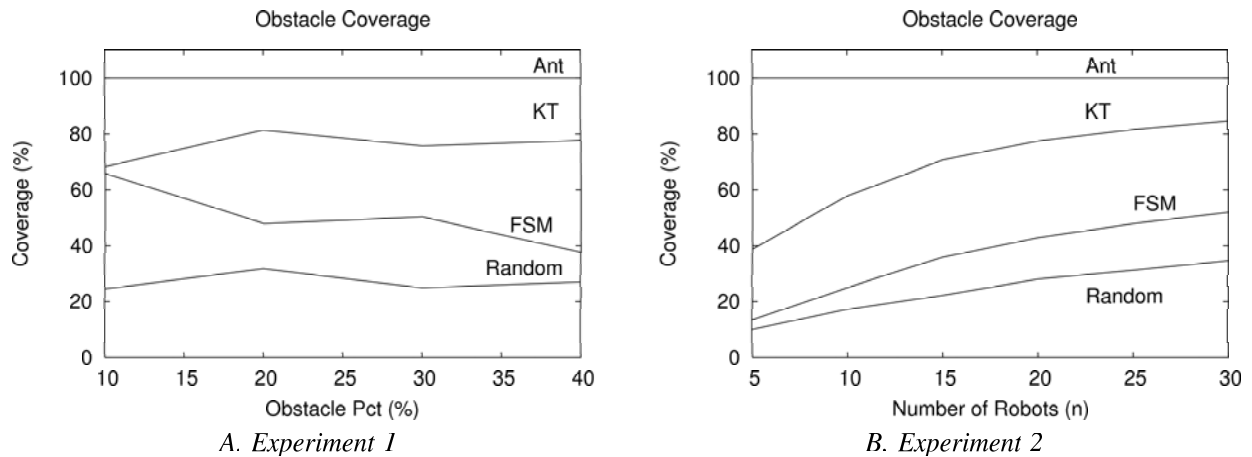 Obstacle Coverage
100
80
60
40
20
0
Coverage (%)
Ant
KT
FSM
Random
10 15 20 25 30 35 40
Obstacle Pct (%)
A. Experiment 1
Obstacle Coverage
100
80
60
40
20
0
Coverage (%)
Ant
KT
FSM
Random
5 10 15 20 25 30
Number of Robots (n)
B. Experiment 2